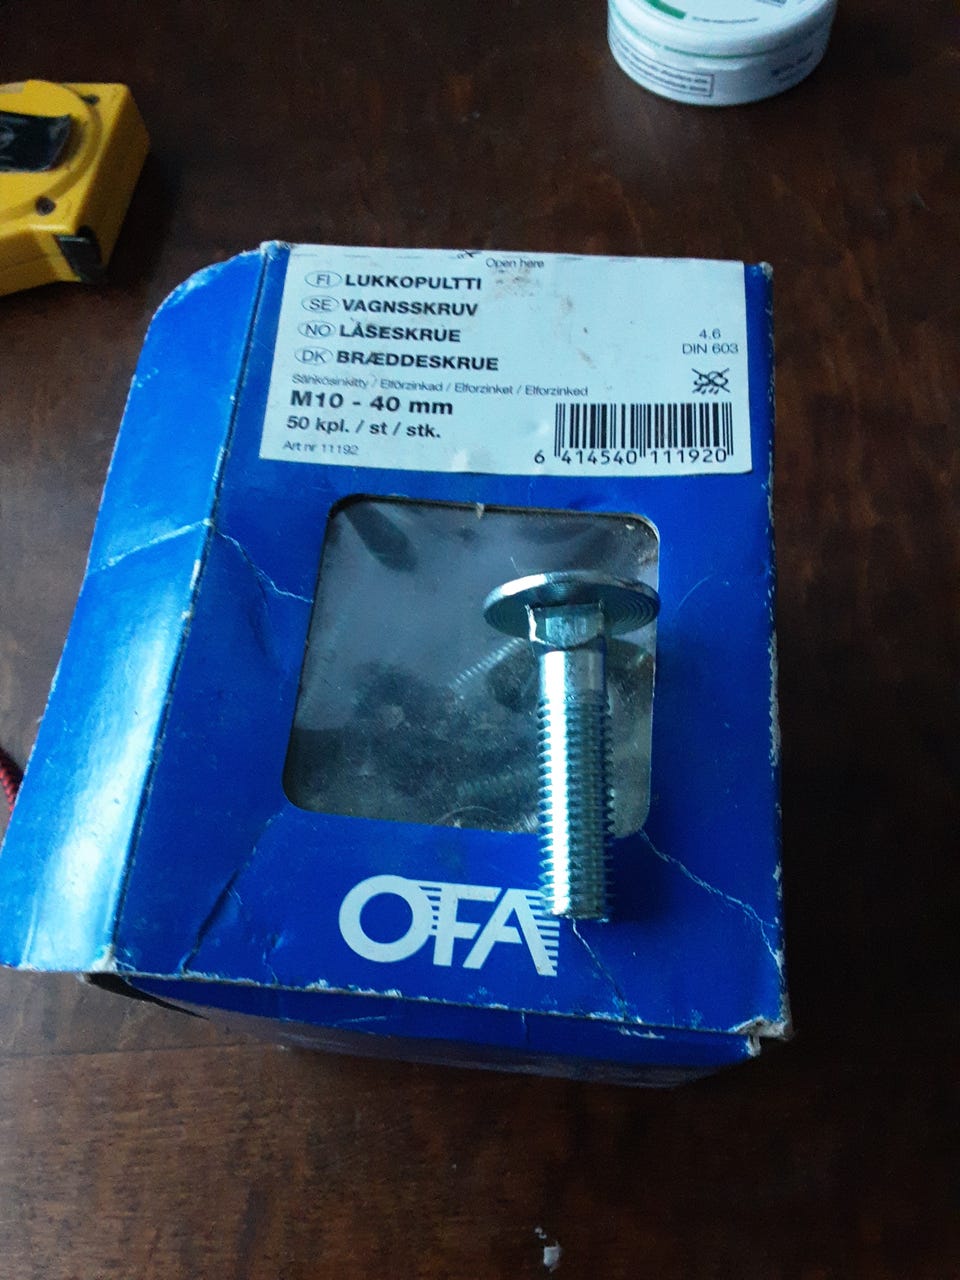 Open here
FI LUKKOPULTTI
SE VAGNSSKRUV
NO LÅSESKRUE
DK BRÆDDESKRUE
4.6
DIN 603
Sähkösinkitty / Elförzinkad / Elforzinket / Elforzinked
M10 - 40 mm
50 kpl. / st / stk.
Art nr 11192
6 414540 111920
OFA